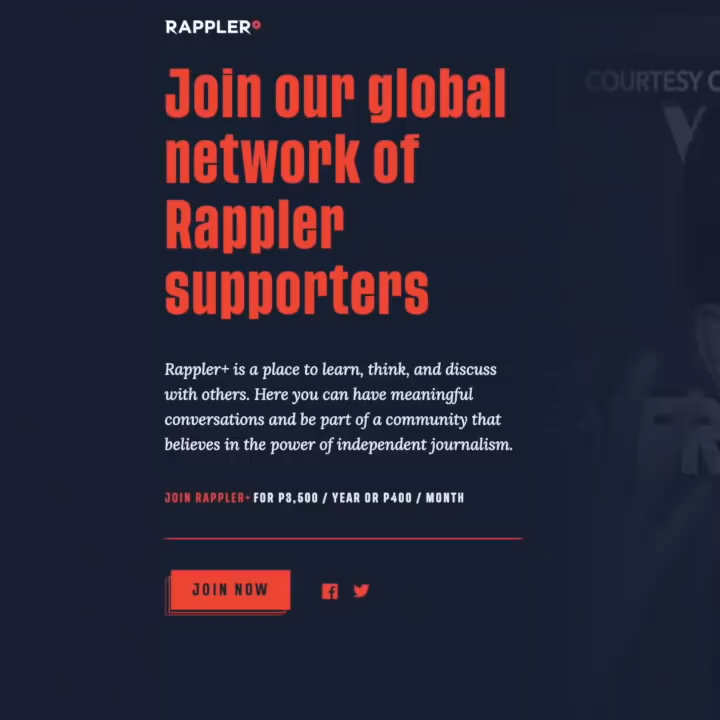 RAPPLER+
Join our global
network of
Rappler
supporters
Rappler+ is a place to learn, think, and discuss
with others. Here you can have meaningful
conversations and be part of a community that
believes in the power of independent journalism.
JOIN RAPPLER+ FOR P3,500 / YEAR OR P400 / MONTH
JOIN NOW
COURTESY